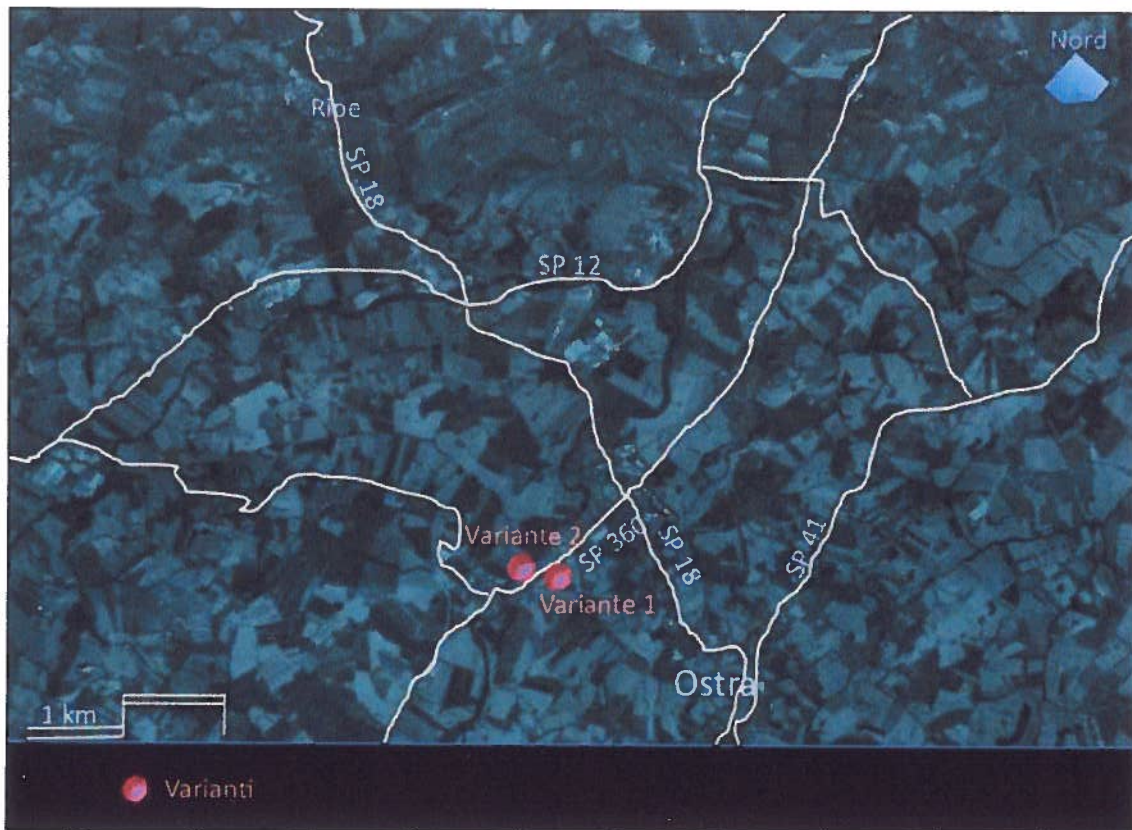 Nord
Ripe
SP 18
SP 12
Variante 2
SP 360
SP 18
SP 41
Variante 1
Ostra
1 km
Varianti